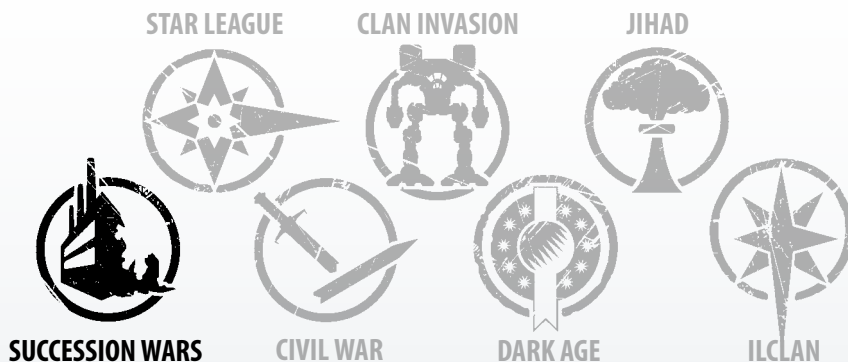 STAR LEAGUE
CLAN INVASION
JIHAD
SUCCESSION WARS
CIVIL WAR
DARK AGE
ILCLAN